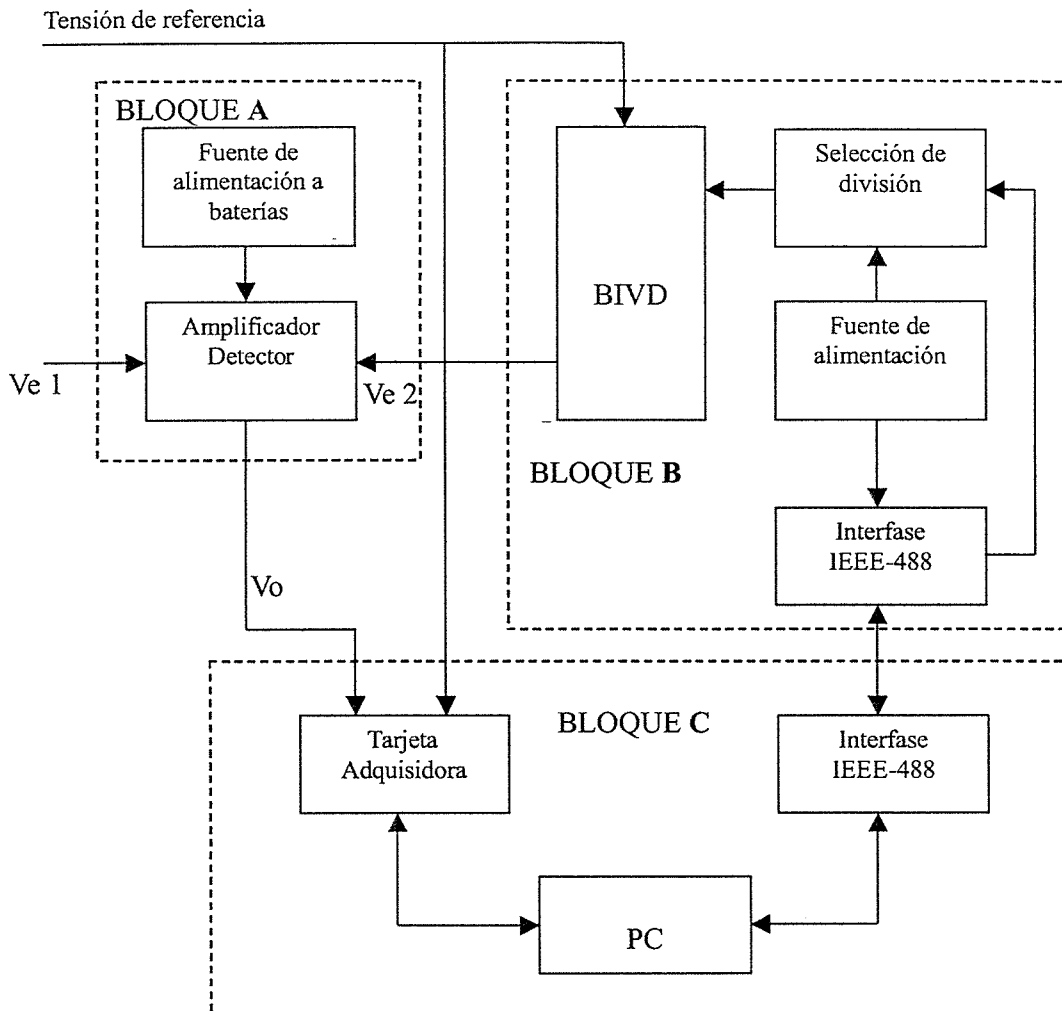 Tensión de referencia
BLOQUE A
Fuente de
alimentación a
baterías
Amplificador
Detector
Ve 1
Ve 2
Vo
BIVD
Selección de
división
Fuente de
alimentación
BLOQUE B
Interfase
IEEE-488
BLOQUE C
Tarjeta
Adquisidora
Interfase
IEEE-488
PC